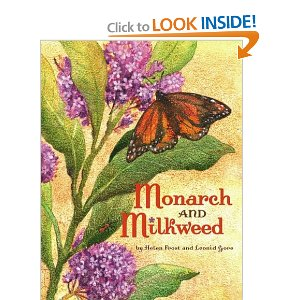 Click to LOOK INSIDE!
Monarch
AND
Milkweed
by Helen Frost and Leonid Gore